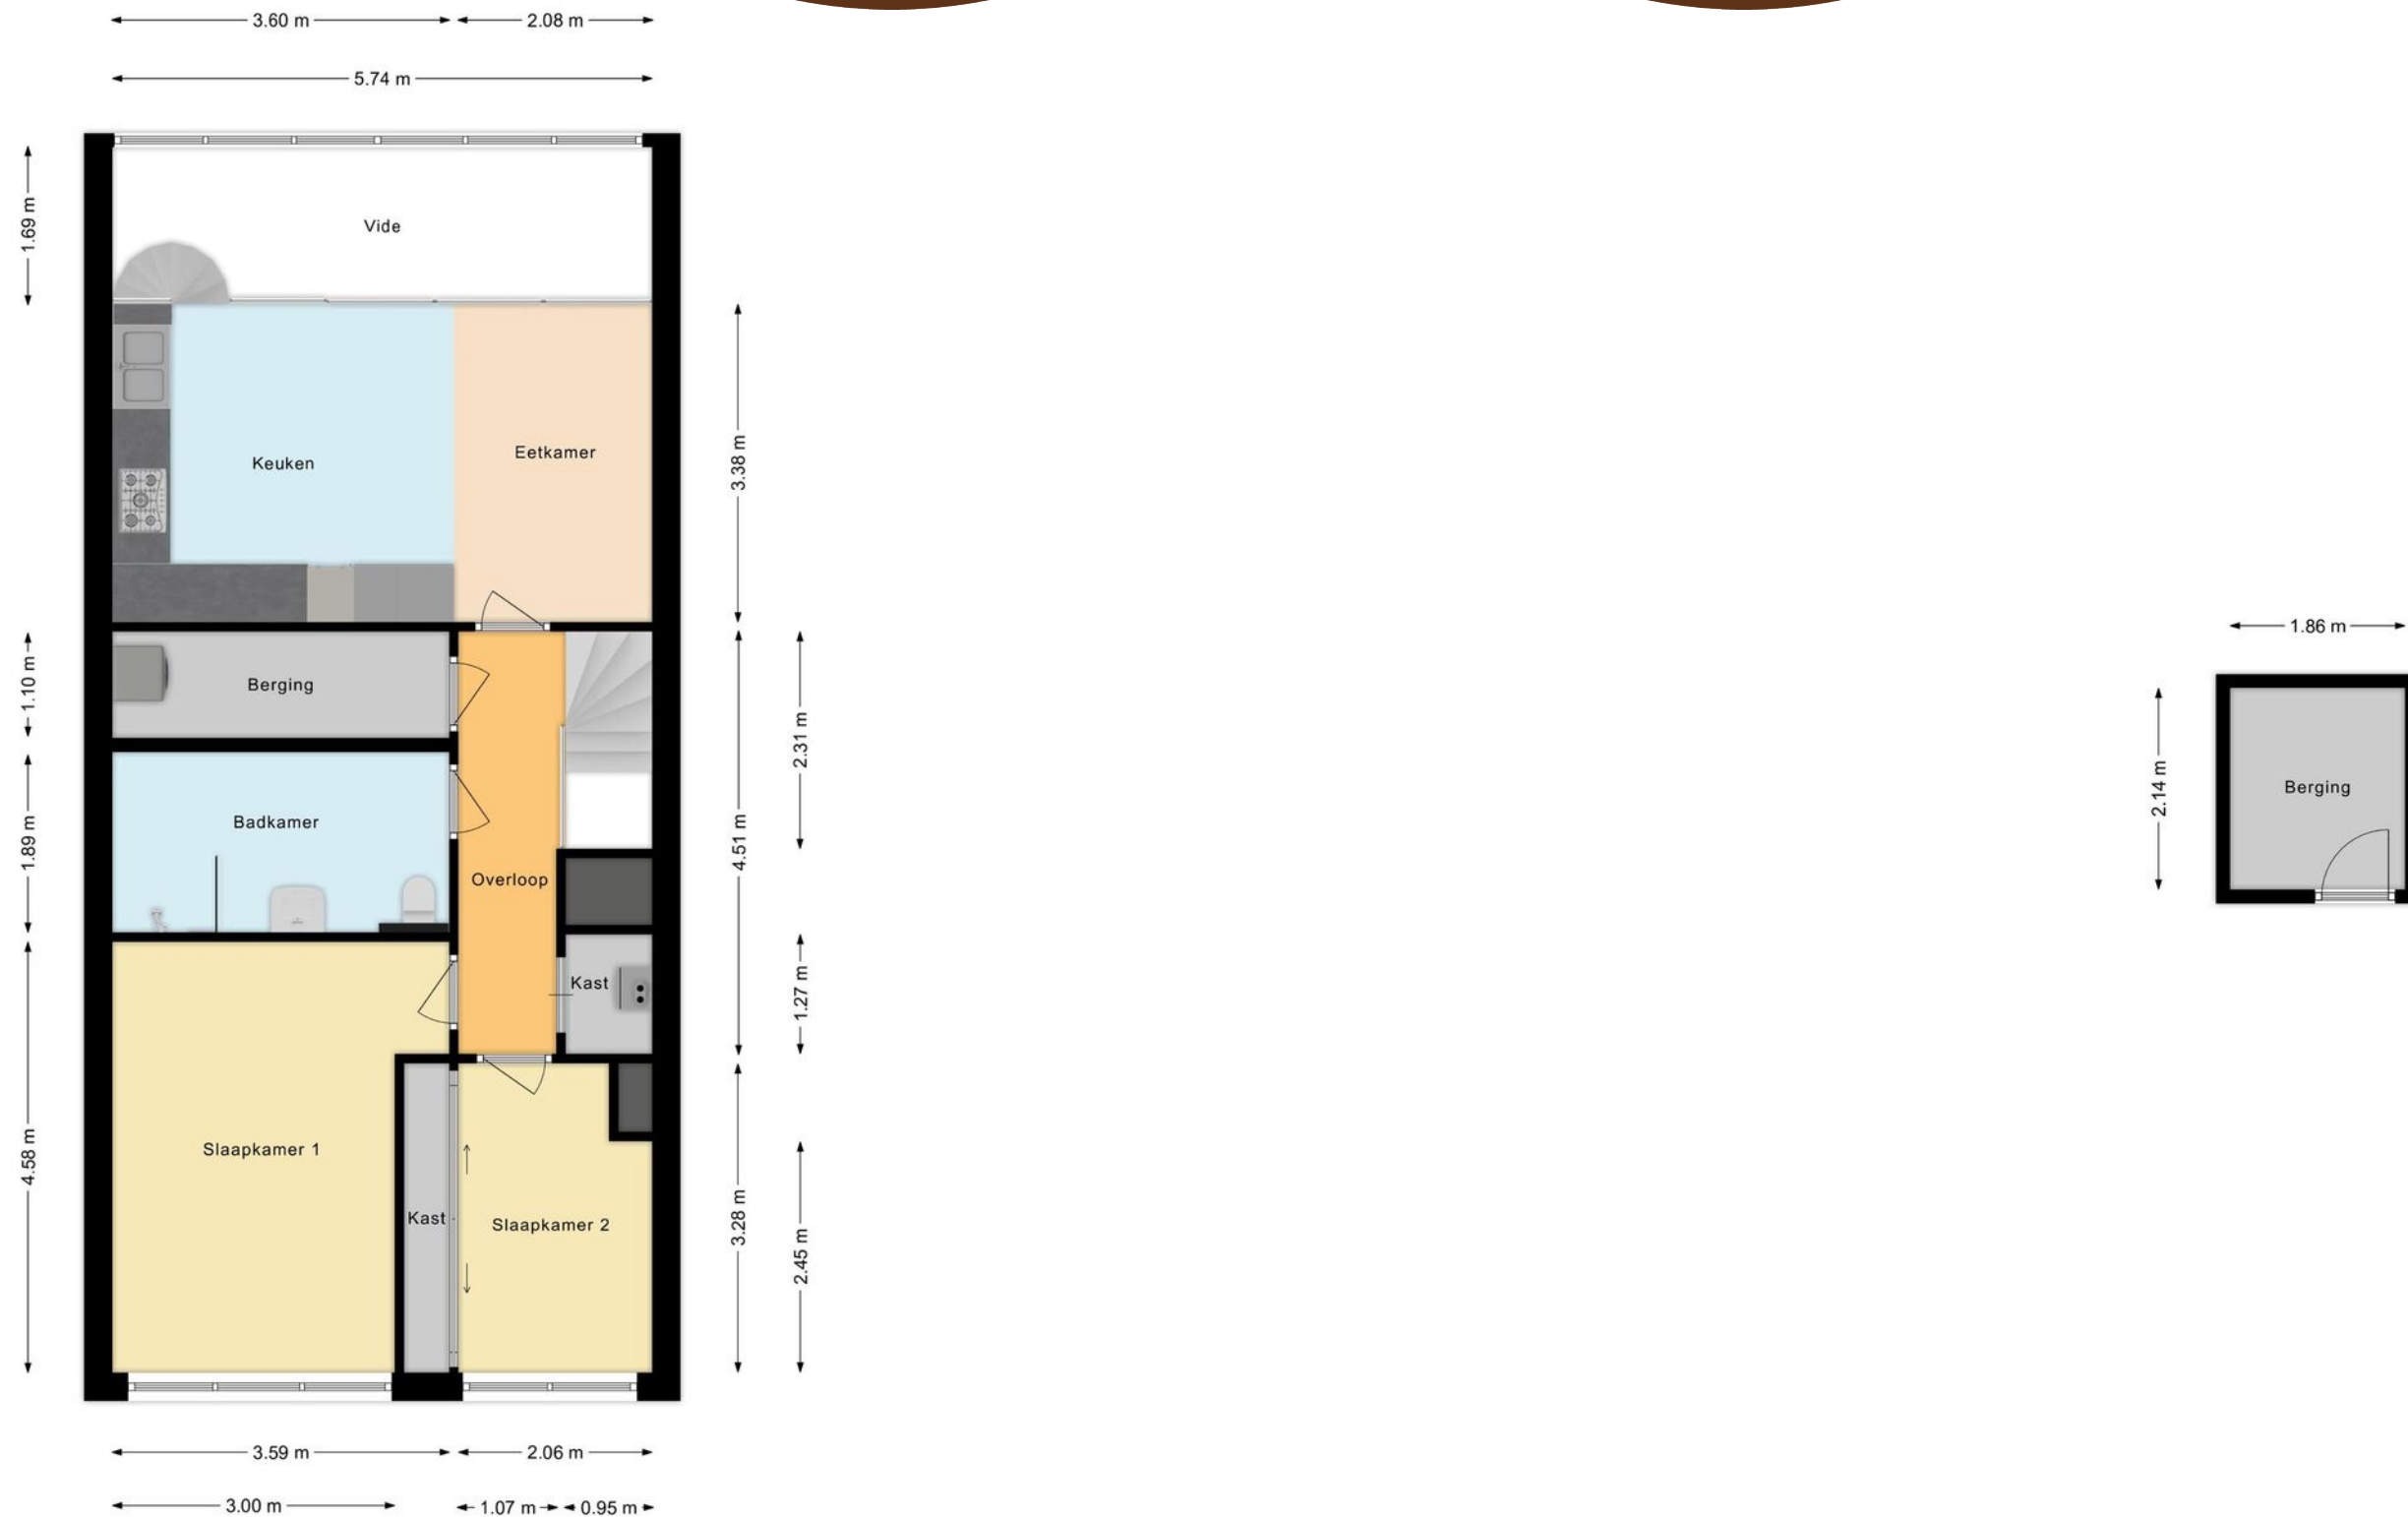 3.60 m
2.08 m
5.74 m
1.69 m
Vide
Keuken
Eetkamer
3.38 m
1.86 m
1.10 m
Berging
2.31 m
2.14 m
Berging
1.89 m
Badkamer
4.51 m
Overloop
Kast
1.27 m
4.58 m
Slaapkamer 1
Kast
Slaapkamer 2
3.28 m
2.45 m
3.59 m
2.06 m
3.00 m
1.07 m
0.95 m